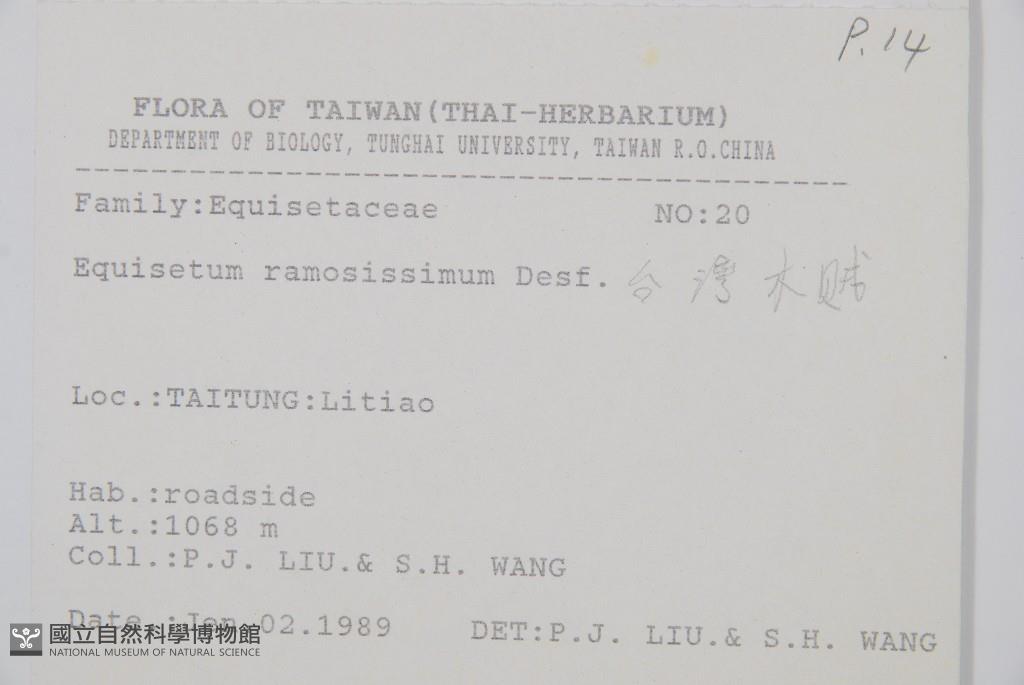 P.14
FLORA OF TAIWAN(THAI-HERBARIUM)
DEPARTMENT OF BIOLOGY, TUNGHAI UNIVERSITY, TAIWAN R.O.CHINA
Family:Equisetaceae NO:20
Equisetum ramosissimum Desf. 台灣木賊
Loc.:TAITUNG:Litiao
Hab.:roadside
Alt.:1068 m
Coll.:P.J. LIU.& S.H. WANG
Date.: 02.1989 DET:P.J. LIU.& S.H. WANG
國立自然科學博物館
NATIONAL MUSEUM OF NATURAL SCIENCE